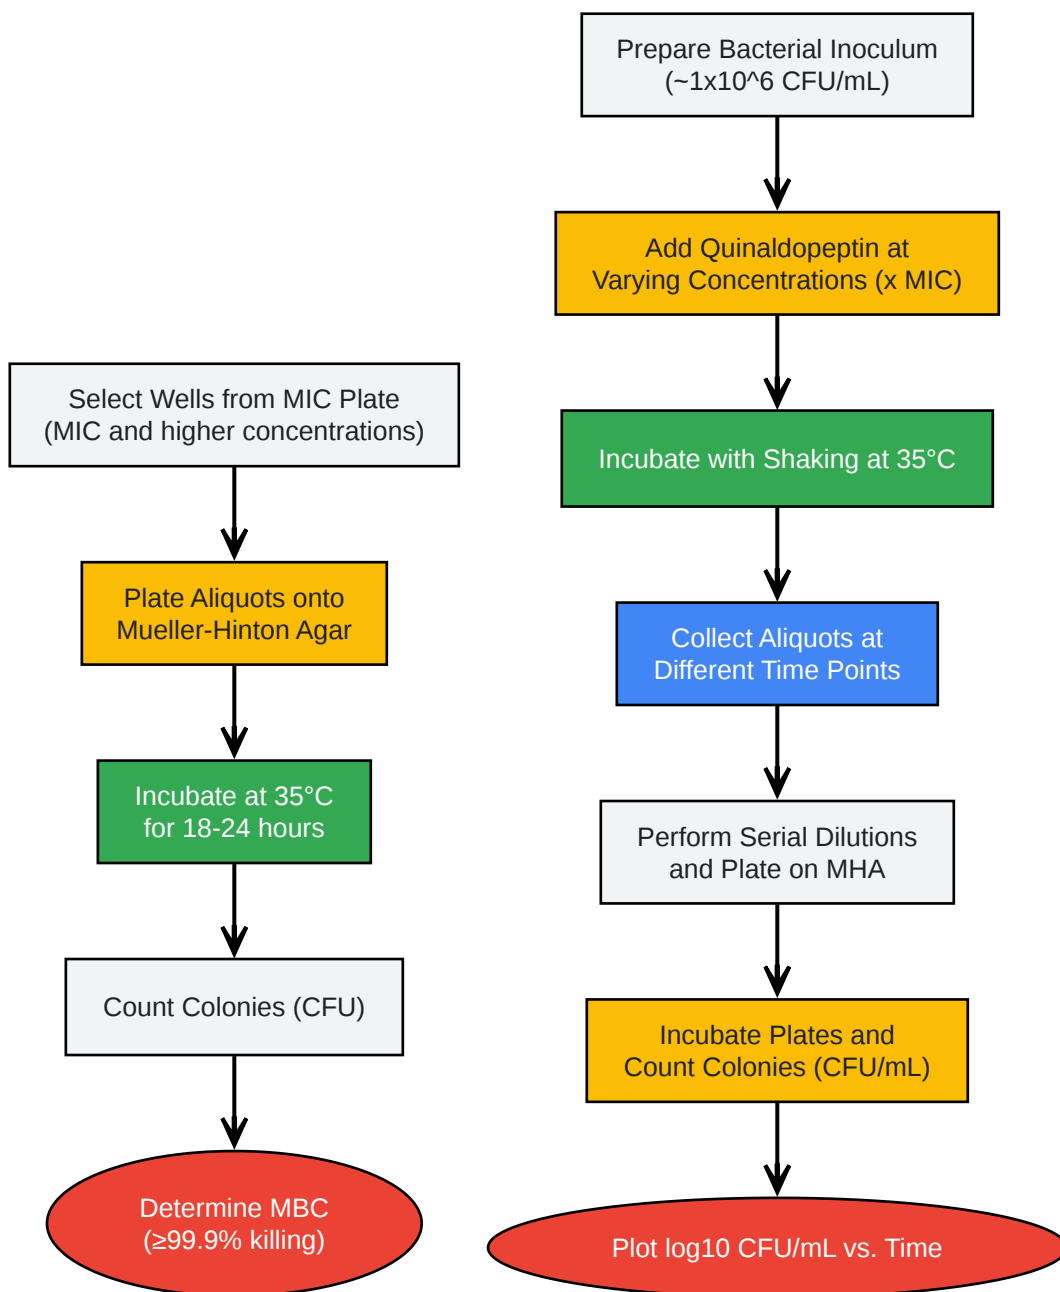 Select Wells from MIC Plate
(MIC and higher concentrations)
Plate Aliquots onto
Mueller-Hinton Agar
Incubate at 35°C
for 18-24 hours
Count Colonies (CFU)
Determine MBC
(≥99.9% killing)
Prepare Bacterial Inoculum
(~1x10^6 CFU/mL)
Add Quinaldopeptin at
Varying Concentrations (x MIC)
Incubate with Shaking at 35°C
Collect Aliquots at
Different Time Points
Perform Serial Dilutions
and Plate on MHA
Incubate Plates and
Count Colonies (CFU/mL)
Plot log10 CFU/mL vs. Time